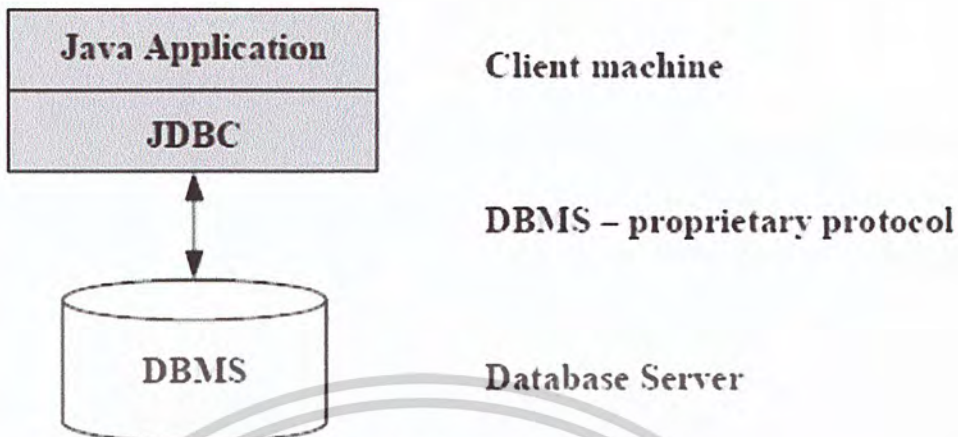 Java Application
Client machine
JDBC
DBMS – proprietary protocol
DBMS
Database Server